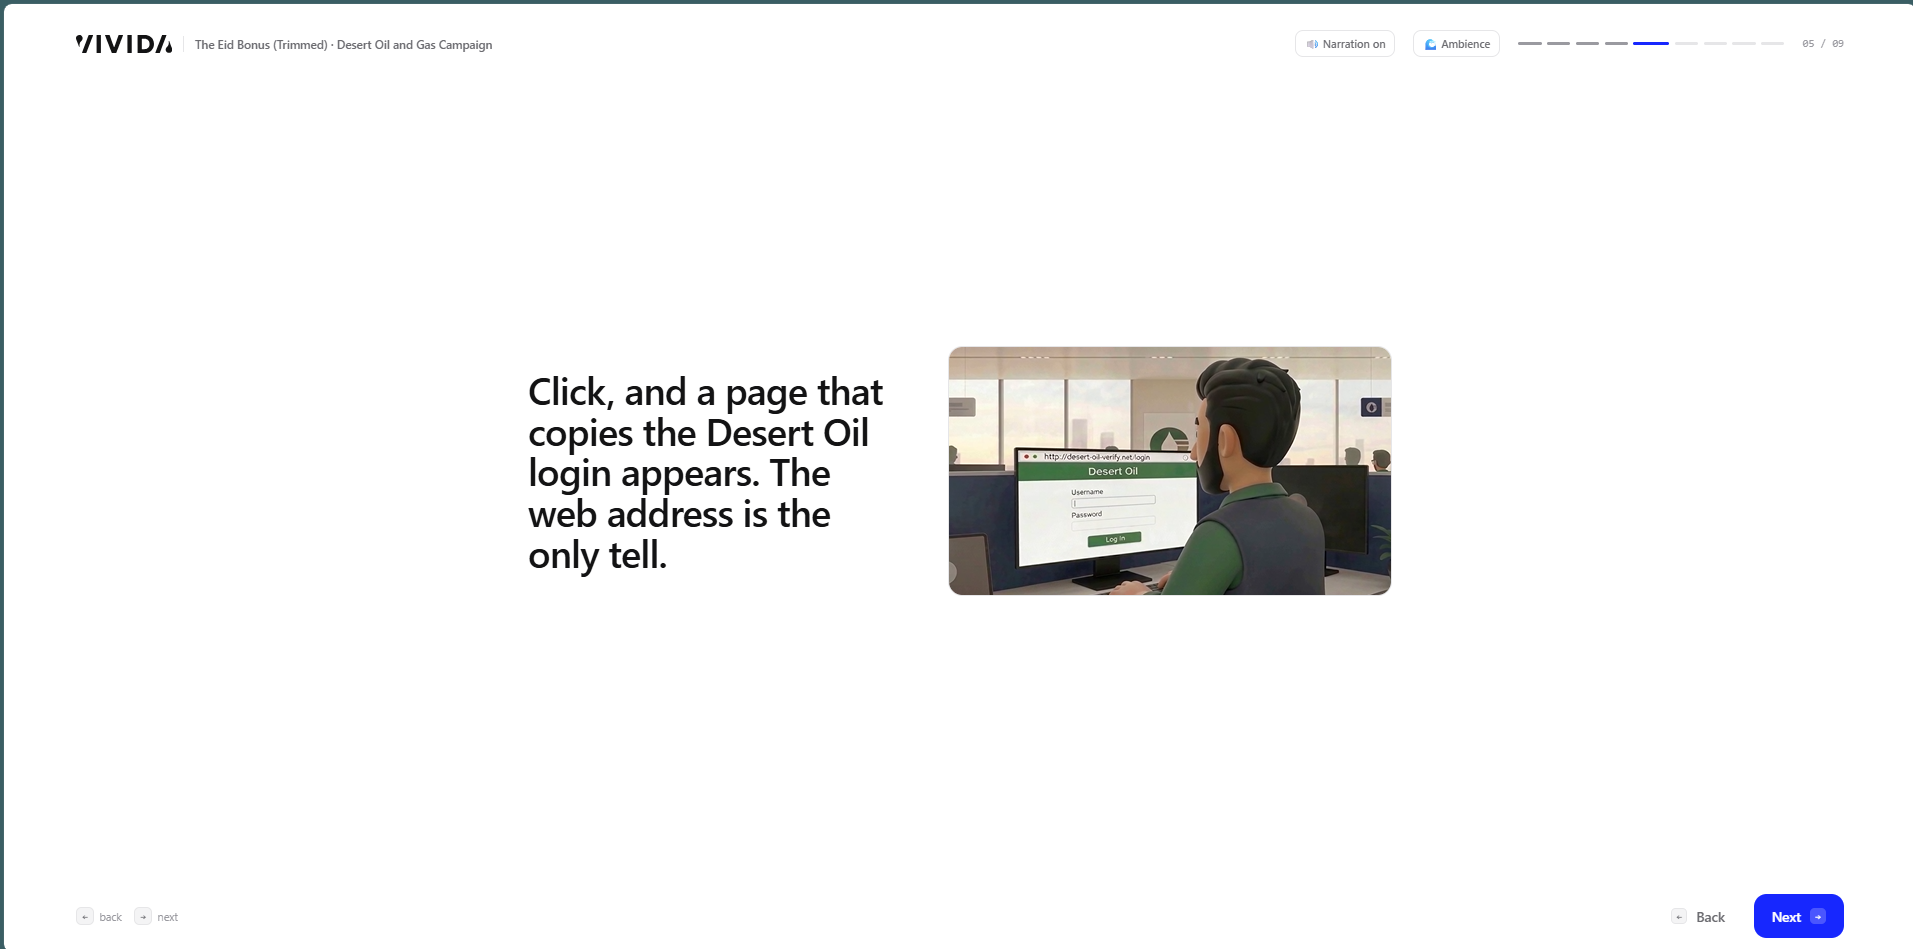 VIVIDA
The Eid Bonus (Trimmed) · Desert Oil and Gas Campaign
Narration on
Ambience
05 / 09
Click, and a page that
copies the Desert Oil
login appears. The
web address is the
only tell.
http://desert-oil-verify.net/login
Desert Oil
Username
Password
Log In
← back
→ next
← Back
Next →